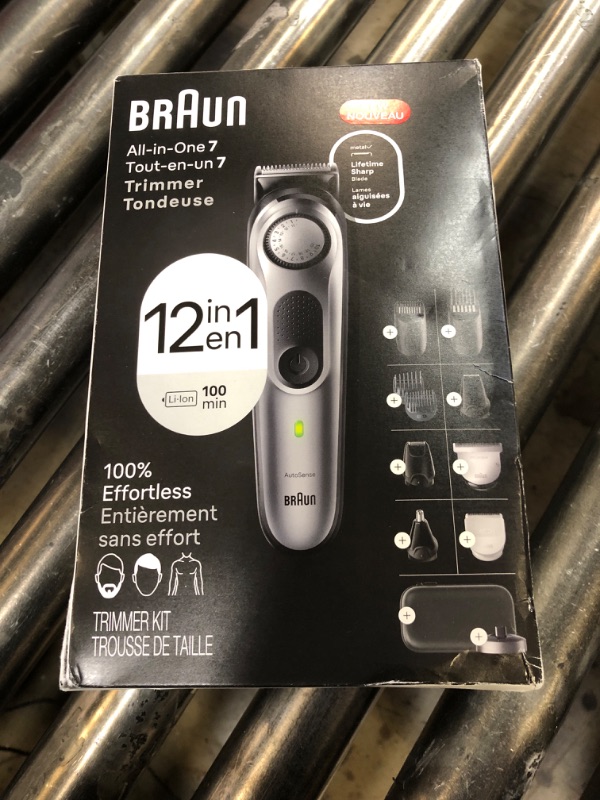 BRAUN
All-in-One 7
Tout-en-un 7
Trimmer
Tondeuse
NOUVEAU
Lifetime
Sharp
Blade
Lames
aiguisées
à vie
12 in 1
en
Li-Ion 100
min
AutoSense
BRAUN
100%
Effortless
Entièrement
sans effort
TRIMMER KIT
TROUSSE DE TAILLE